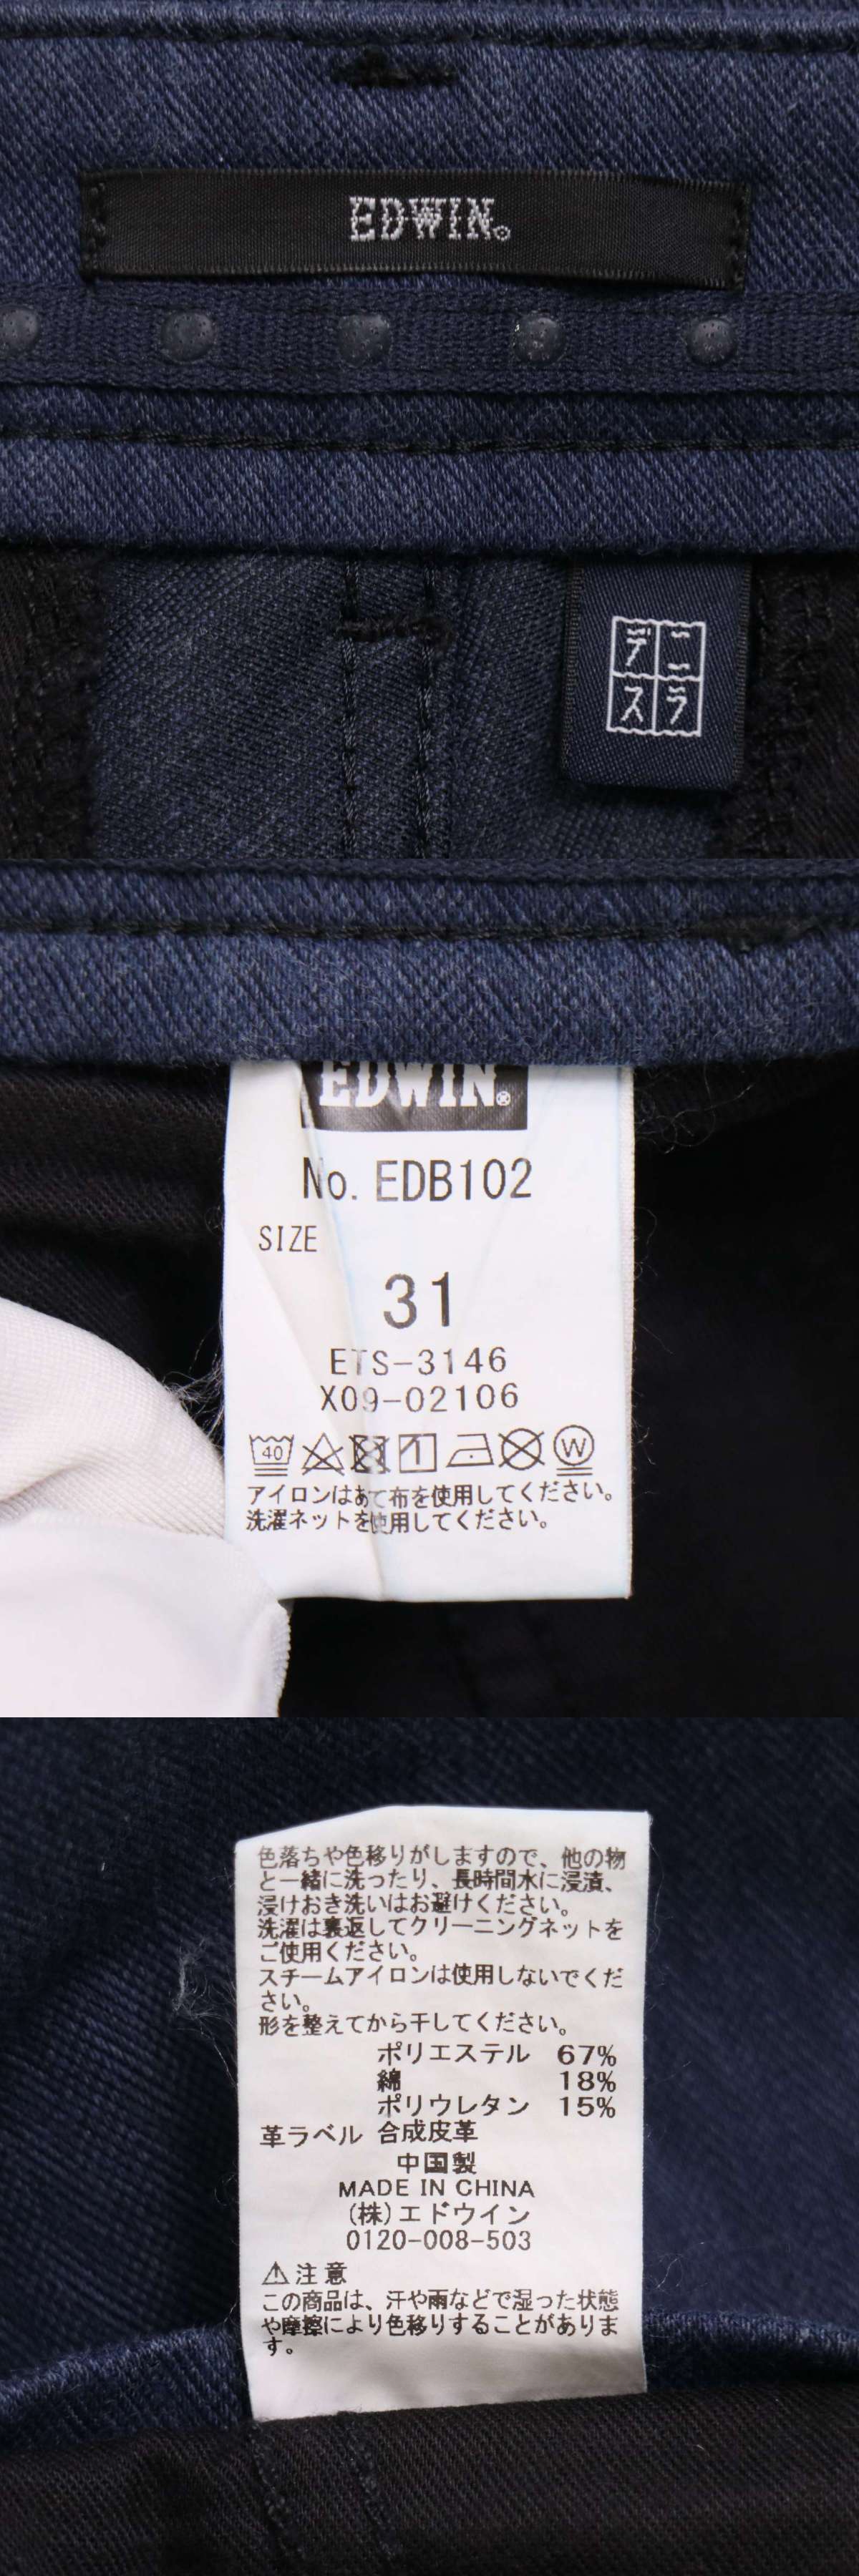 EDWIN®
デニ
スラ
EDWIN®
No. EDB102
SIZE
31
ETS-3146
X09-02106
40 W
アイロンはあて布を使用してください。
洗濯ネットを使用してください。
色落ちや色移りがしますので、他の物
と一緒に洗ったり、長時間水に浸漬、
浸けおき洗いはお避けください。
洗濯は裏返してクリーニングネットを
ご使用ください。
スチームアイロンは使用しないでくだ
さい。
形を整えてから干してください。
ポリエステル 67%
綿 18%
ポリウレタン 15%
革ラベル 合成皮革
中国製
MADE IN CHINA
(株)エドウイン
0120-008-503
⚠注意
この商品は、汗や雨などで湿った状態
や摩擦により色移りすることがありま
す。